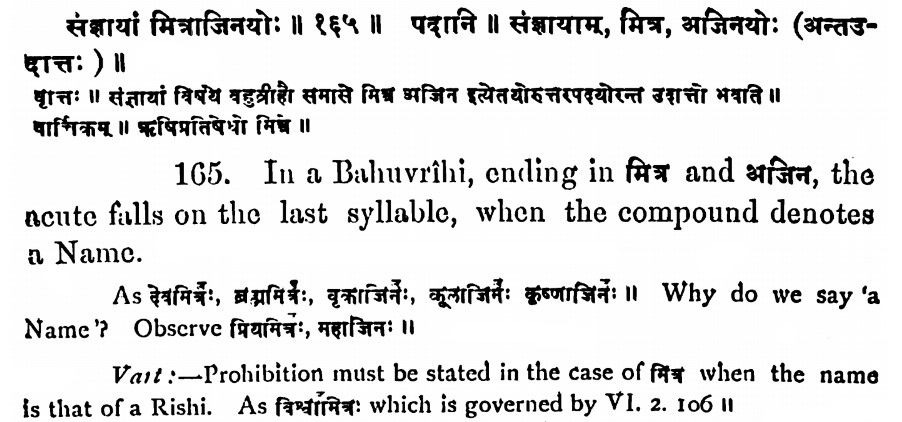 संज्ञायां मित्राजिनयोः ॥ १६५ ॥ पदानि ॥ संज्ञायाम्, मित्र, अजिनयोः (अन्तउ-
दात्तः ) ॥
वृत्तिः ॥ संज्ञायां विषये बहुव्रीहौ समासे मित्र अजिन इत्येतयोरुत्तरपदयोरन्त उदात्तो भवति ॥
वार्त्तिकम् ॥ ऋषिप्रतिषेधो मित्रे ॥
165. In a Bahuvrîhi, ending in मित्र and अजिन, the
acute falls on the last syllable, when the compound denotes
a Name.
As देवमित्रः॑, ब्रह्ममित्रः॑, वृकाजिनः॑, कूलाजिनः॑ कृष्णाजिनः॑ ॥ Why do we say 'a
Name'? Observe प्रियमित्रः, महाजिनः ॥
Vart:—Prohibition must be stated in the case of मित्र when the name
is that of a Rishi. As विश्वा॑मित्रः which is governed by VI. 2. 106 ॥